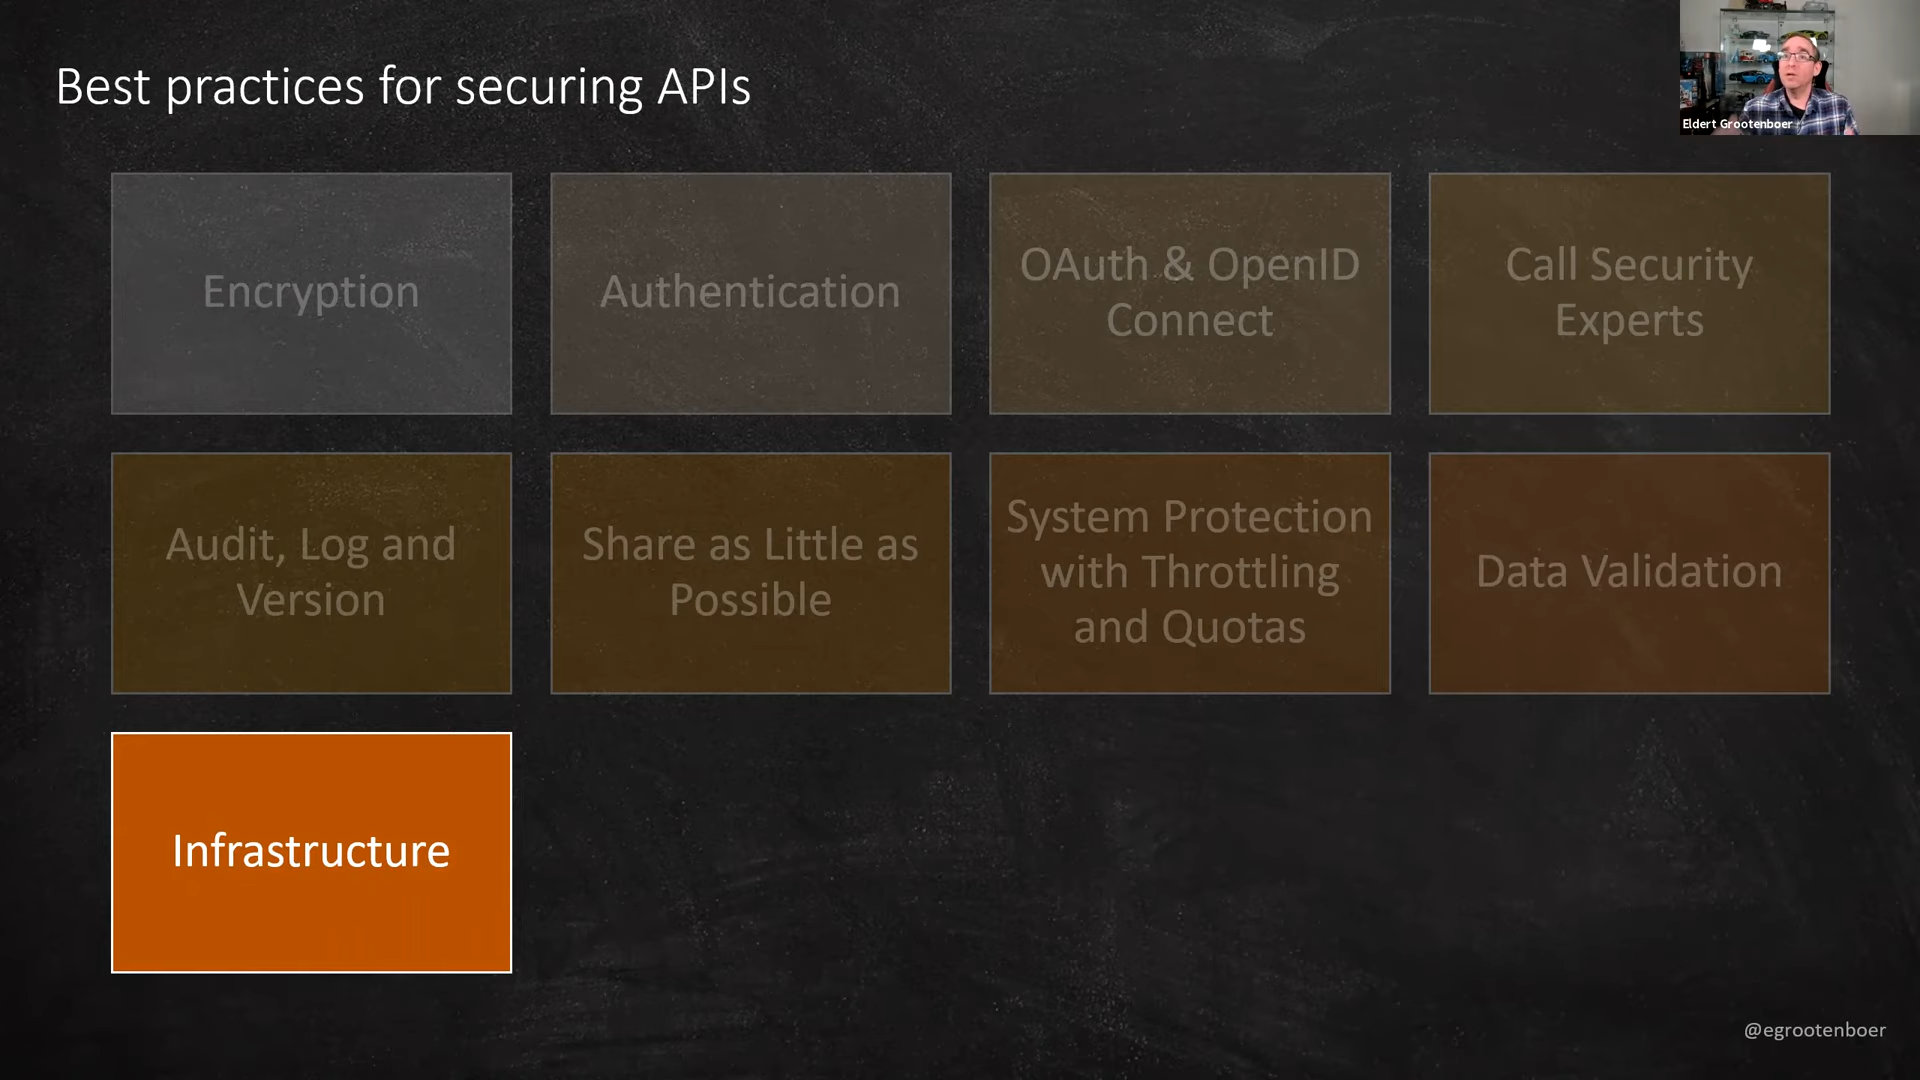 Best practices for securing APIs
Eldert Grootenboer
Encryption
Authentication
OAuth & OpenID
Connect
Call Security
Experts
Audit, Log and
Version
Share as Little as
Possible
System Protection
with Throttling
and Quotas
Data Validation
Infrastructure
@egrootenboer